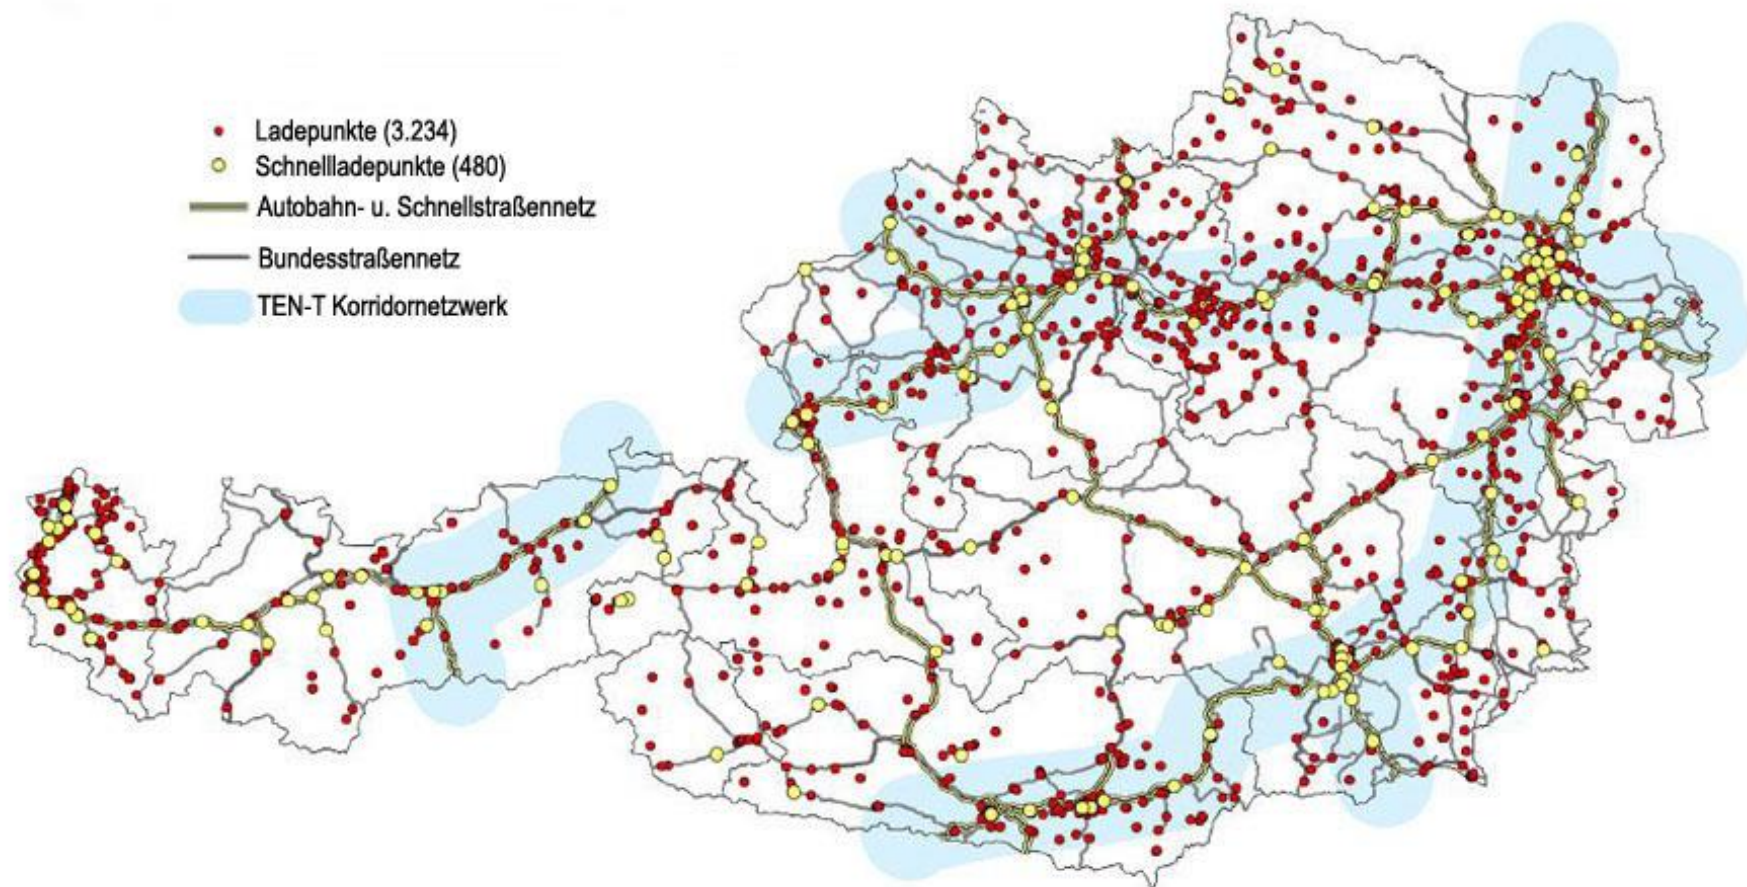 Ladepunkte (3.234)
Schnellladepunkte (480)
Autobahn- u. Schnellstraßennetz
Bundesstraßennetz
TEN-T Korridornetzwerk